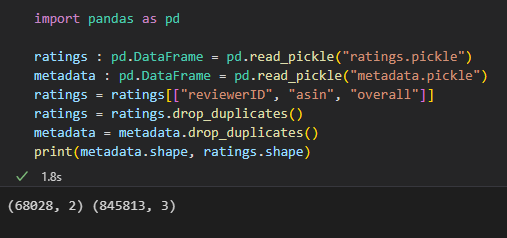 import pandas as pd
ratings : pd.DataFrame = pd.read_pickle("ratings.pickle")
metadata : pd.DataFrame = pd.read_pickle("metadata.pickle")
ratings = ratings[["reviewerID", "asin", "overall"]]
ratings = ratings.drop_duplicates()
metadata = metadata.drop_duplicates()
print(metadata.shape, ratings.shape)
1.8s
(68028, 2) (845813, 3)